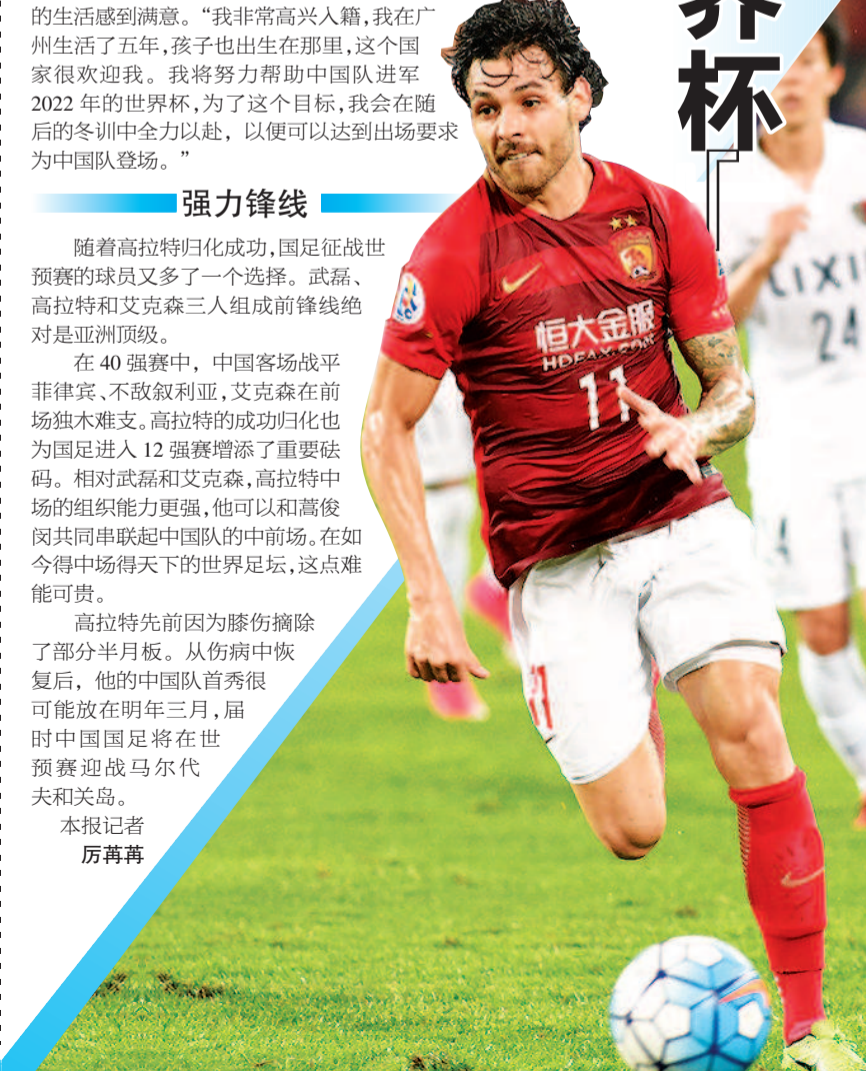 的生活感到满意。“我非常高兴入籍,我在广
州生活了五年,孩子也出生在那里,这个国
家很欢迎我。我将努力帮助中国队进军
2022 年的世界杯,为了这个目标,我会在随
后的冬训中全力以赴，以便可以达到出场要求
为中国队登场。”
界杯
强力锋线
随着高拉特归化成功,国足征战世
预赛的球员又多了一个选择。武磊、
高拉特和艾克森三人组成前锋线绝
对是亚洲顶级。
在 40 强赛中，中国客场战平
菲律宾、不敌叙利亚,艾克森在前
场独木难支。高拉特的成功归化也
为国足进入 12 强赛增添了重要砝
码。相对武磊和艾克森,高拉特中
场的组织能力更强,他可以和蒿俊
闵共同串联起中国队的中前场。在如
今得中场得天下的世界足坛,这点难
能可贵。
高拉特先前因为膝伤摘除
了部分半月板。从伤病中恢
复后，他的中国队首秀很
可能放在明年三月,届
时中国国足将在世
预赛迎战马尔代
夫和关岛。
本报记者
厉苒苒
恒大金服
HDFAX.COM
11
11
LIXI
24